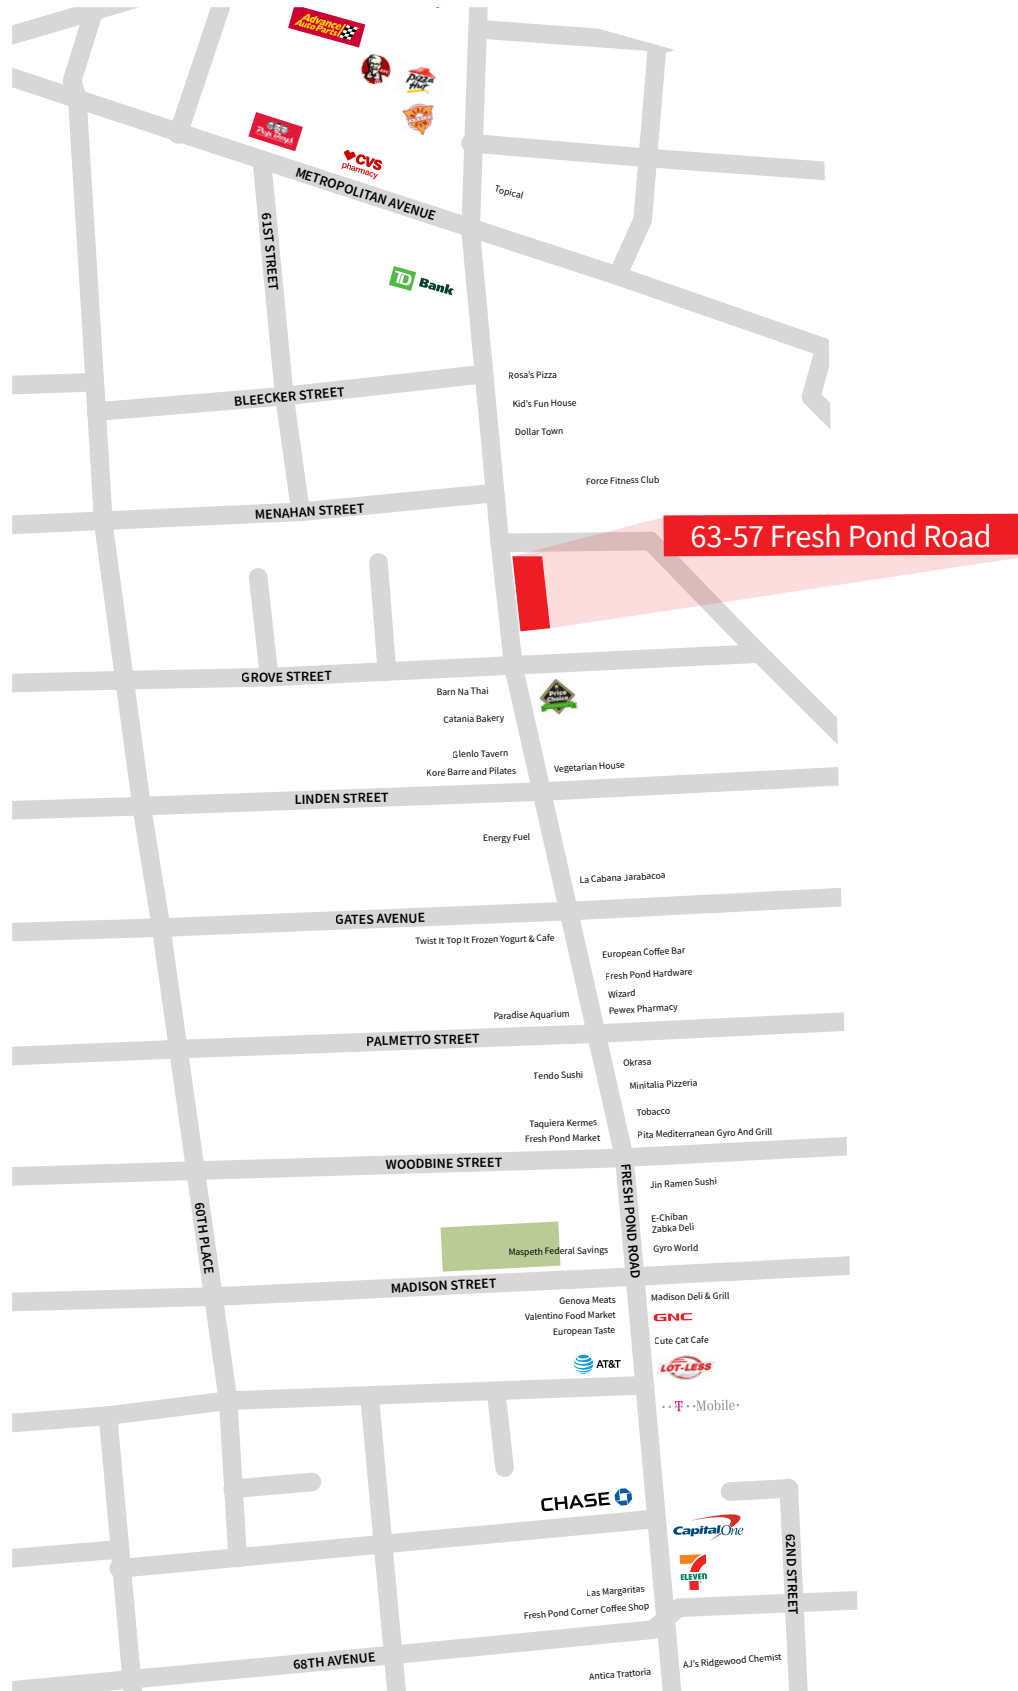 Advance
Auto Parts
KFC
Pizza
Hut
Pep Boys
CVS
pharmacy
METROPOLITAN AVENUE
Topical
61ST STREET
TD Bank
Rosa's Pizza
BLEECKER STREET
Kid's Fun House
Dollar Town
Force Fitness Club
MENAHAN STREET
63-57 Fresh Pond Road
GROVE STREET
Barn Na Thai
Price
Choice
Catania Bakery
Glenlo Tavern
Kore Barre and Pilates
Vegetarian House
LINDEN STREET
Energy Fuel
La Cabana Jarabacoa
GATES AVENUE
Twist It Top It Frozen Yogurt & Cafe
European Coffee Bar
Fresh Pond Hardware
Wizard
Pewex Pharmacy
Paradise Aquarium
PALMETTO STREET
Okrasa
Tendo Sushi
Minitalia Pizzeria
Tobacco
Taquiera Kermes
Pita Mediterranean Gyro And Grill
Fresh Pond Market
WOODBINE STREET
FRESH POND ROAD
Jin Ramen Sushi
60TH PLACE
E-Chiban
Zabka Deli
Gyro World
Maspeth Federal Savings
MADISON STREET
Genova Meats
Madison Deli & Grill
Valentino Food Market
GNC
European Taste
Cute Cat Cafe
AT&T
LOT-LESS
T Mobile
CHASE
Capital One
62ND STREET
7
ELEVEN
Las Margaritas
Fresh Pond Corner Coffee Shop
68TH AVENUE
AJ's Ridgewood Chemist
Antica Trattoria